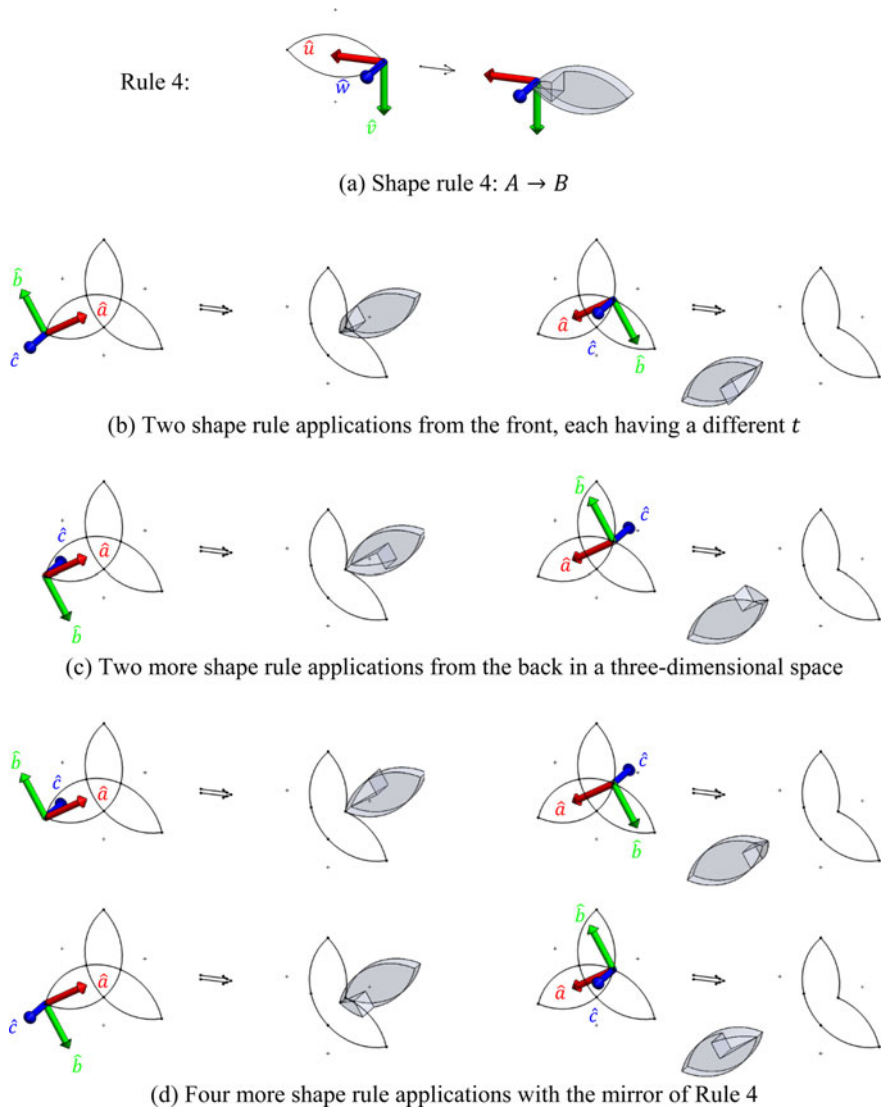 Rule 4:
û
ŵ
v̂
(a) Shape rule 4: A → B
b̂
â
ĉ
â
ĉ
b̂
(b) Two shape rule applications from the front, each having a different t
ĉ
â
b̂
b̂
ĉ
â
(c) Two more shape rule applications from the back in a three-dimensional space
b̂
ĉ
â
ĉ
â
b̂
â
ĉ
b̂
b̂
â
ĉ
(d) Four more shape rule applications with the mirror of Rule 4